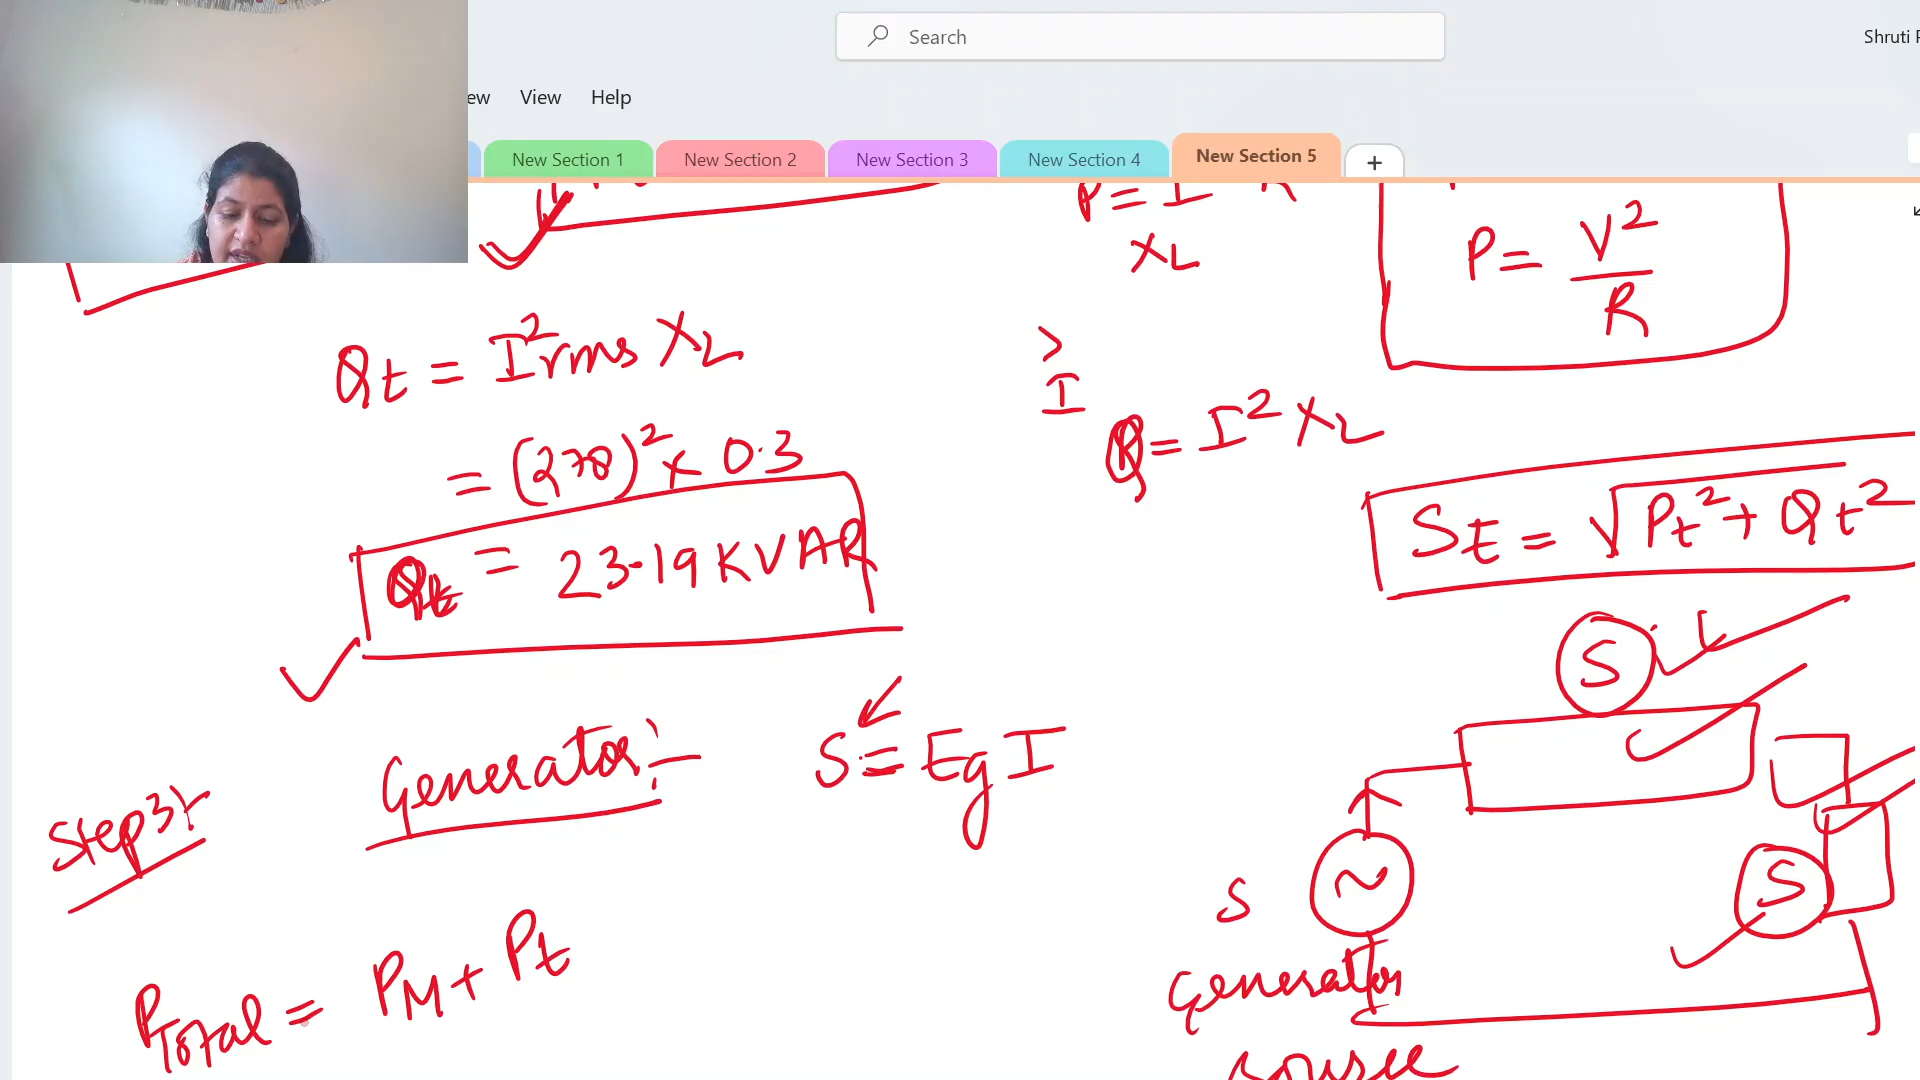 Search
Shruti P
ew View Help
New Section 1 New Section 2 New Section 3 New Section 4 New Section 5 +
P = I R
XL
P = V²/R
Qt = I²rms XL
I
Q = I² XL
= (278)² x 0.3
St = √Pt² + Qt²
Qt = 23.19 KVAR
S
Step 3:-
Generator:-
S = Eg I
S
S
Generator
source
PTotal = PM + Pt